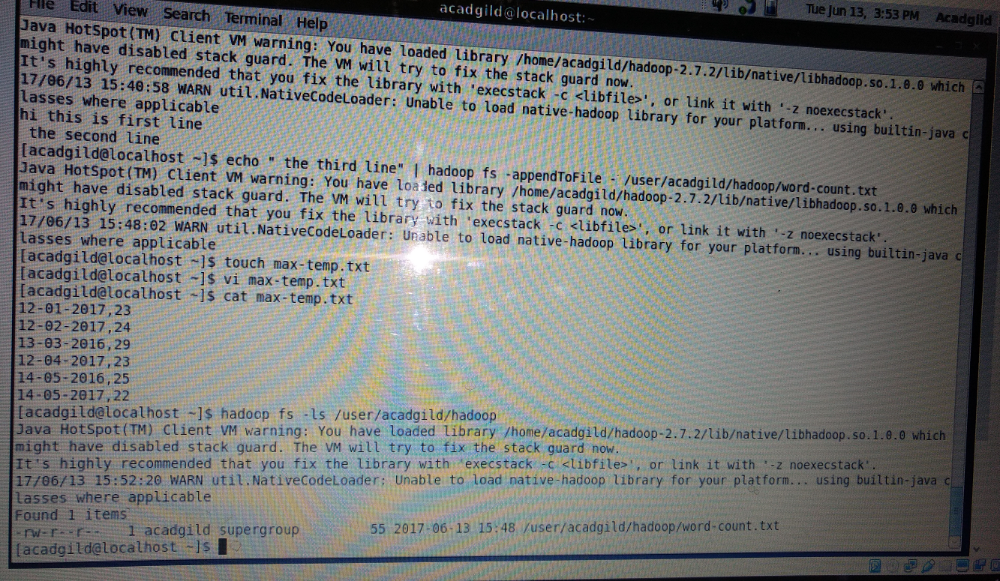 File Edit View Search Terminal Help
acadgild@localhost:~
Tue Jun 13, 3:53 PM Acadgild
Java HotSpot(TM) Client VM warning: You have loaded library /home/acadgild/hadoop-2.7.2/lib/native/libhadoop.so.1.0.0 which
might have disabled stack guard. The VM will try to fix the stack guard now.
It's highly recommended that you fix the library with 'execstack -c <libfile>', or link it with '-z noexecstack'.
17/06/13 15:40:58 WARN util.NativeCodeLoader: Unable to load native-hadoop library for your platform... using builtin-java c
lasses where applicable
hi this is first line
 the second line
[acadgild@localhost ~]$ echo " the third line" | hadoop fs -appendToFile - /user/acadgild/hadoop/word-count.txt
Java HotSpot(TM) Client VM warning: You have loaded library /home/acadgild/hadoop-2.7.2/lib/native/libhadoop.so.1.0.0 which
might have disabled stack guard. The VM will try to fix the stack guard now.
It's highly recommended that you fix the library with 'execstack -c <libfile>', or link it with '-z noexecstack'.
17/06/13 15:48:02 WARN util.NativeCodeLoader: Unable to load native-hadoop library for your platform... using builtin-java c
lasses where applicable
[acadgild@localhost ~]$ touch max-temp.txt
[acadgild@localhost ~]$ vi max-temp.txt
[acadgild@localhost ~]$ cat max-temp.txt
12-01-2017,23
12-02-2017,24
13-03-2016,29
12-04-2017,23
14-05-2016,25
14-05-2017,22
[acadgild@localhost ~]$ hadoop fs -ls /user/acadgild/hadoop
Java HotSpot(TM) Client VM warning: You have loaded library /home/acadgild/hadoop-2.7.2/lib/native/libhadoop.so.1.0.0 which
might have disabled stack guard. The VM will try to fix the stack guard now.
It's highly recommended that you fix the library with 'execstack -c <libfile>', or link it with '-z noexecstack'.
17/06/13 15:52:20 WARN util.NativeCodeLoader: Unable to load native-hadoop library for your platform... using builtin-java c
lasses where applicable
Found 1 items
-rw-r--r--   1 acadgild supergroup         55 2017-06-13 15:48 /user/acadgild/hadoop/word-count.txt
[acadgild@localhost ~]$